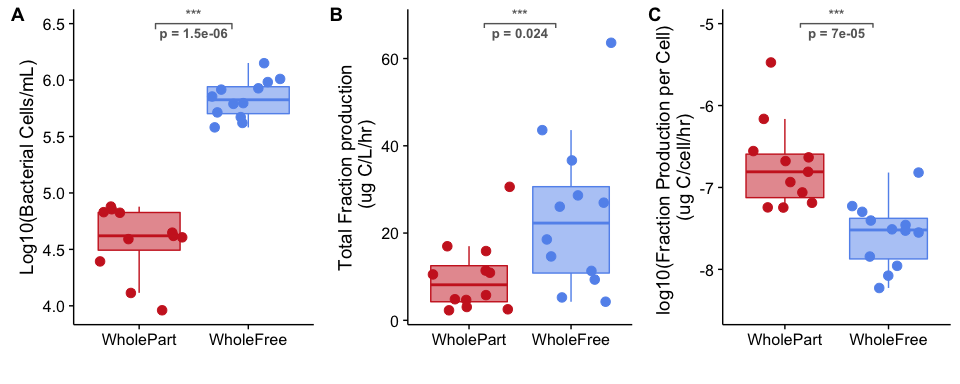 A
Log10(Bacterial Cells/mL)
6.5
6.0
5.5
5.0
4.5
4.0
***
p = 1.5e-06
WholePart
WholeFree
B
Total Fraction production
(ug C/L/hr)
60
40
20
0
***
p = 0.024
WholePart
WholeFree
C
log10(Fraction Production per Cell)
(ug C/cell/hr)
-5
-6
-7
-8
***
p = 7e-05
WholePart
WholeFree